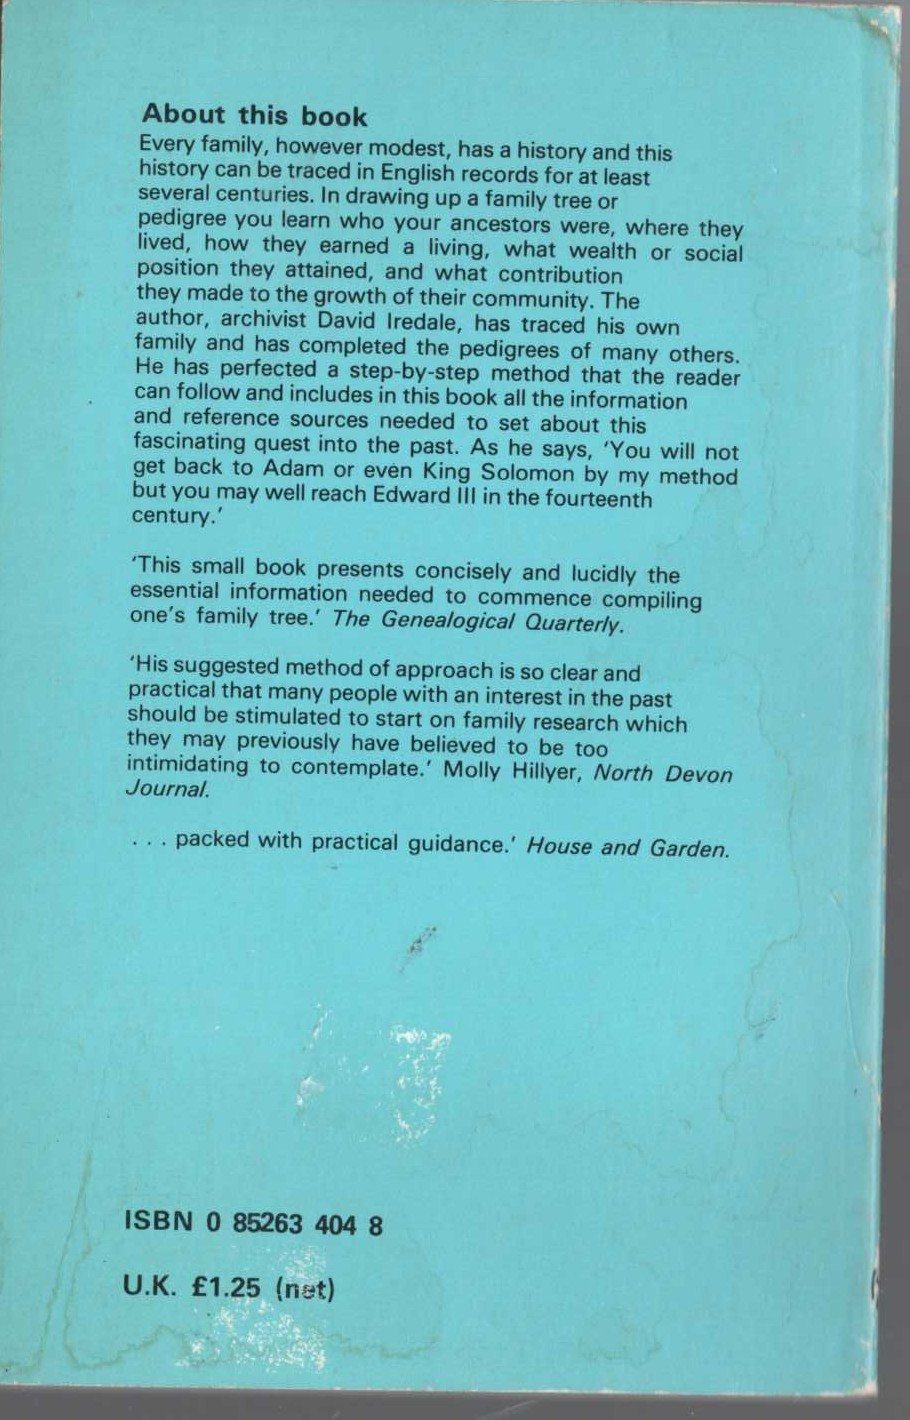 About this book
Every family, however modest, has a history and this
history can be traced in English records for at least
several centuries. In drawing up a family tree or
pedigree you learn who your ancestors were, where they
lived, how they earned a living, what wealth or social
position they attained, and what contribution
they made to the growth of their community. The
author, archivist David Iredale, has traced his own
family and has completed the pedigrees of many others.
He has perfected a step-by-step method that the reader
can follow and includes in this book all the information
and reference sources needed to set about this
fascinating quest into the past. As he says, ‘You will not
get back to Adam or even King Solomon by my method
but you may well reach Edward III in the fourteenth
century.’
‘This small book presents concisely and lucidly the
essential information needed to commence compiling
one’s family tree.’ The Genealogical Quarterly.
‘His suggested method of approach is so clear and
practical that many people with an interest in the past
should be stimulated to start on family research which
they may previously have believed to be too
intimidating to contemplate.’ Molly Hillyer, North Devon
Journal.
. . . packed with practical guidance.’ House and Garden.
ISBN 0 85263 404 8
U.K. £1.25 (net)